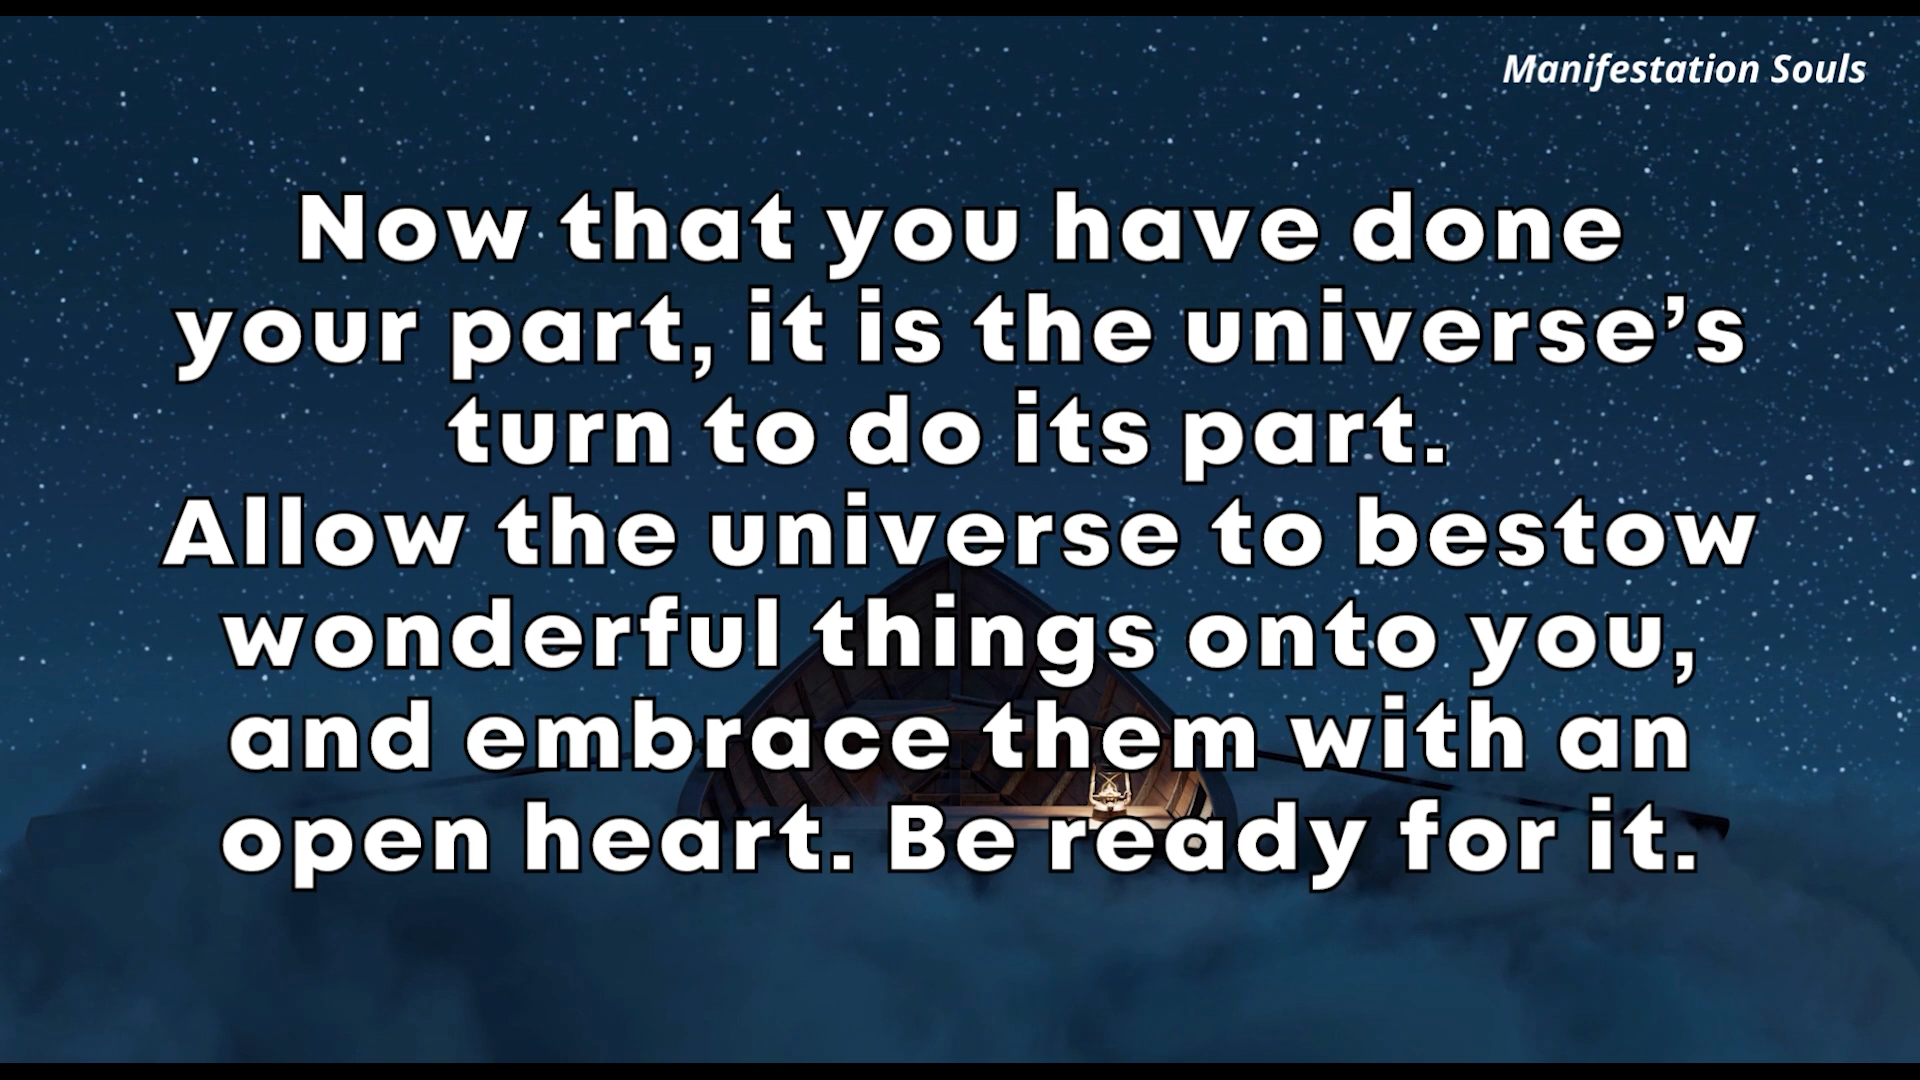 Manifestation Souls
Now that you have done
your part, it is the universe’s
turn to do its part.
Allow the universe to bestow
wonderful things onto you,
and embrace them with an
open heart. Be ready for it.